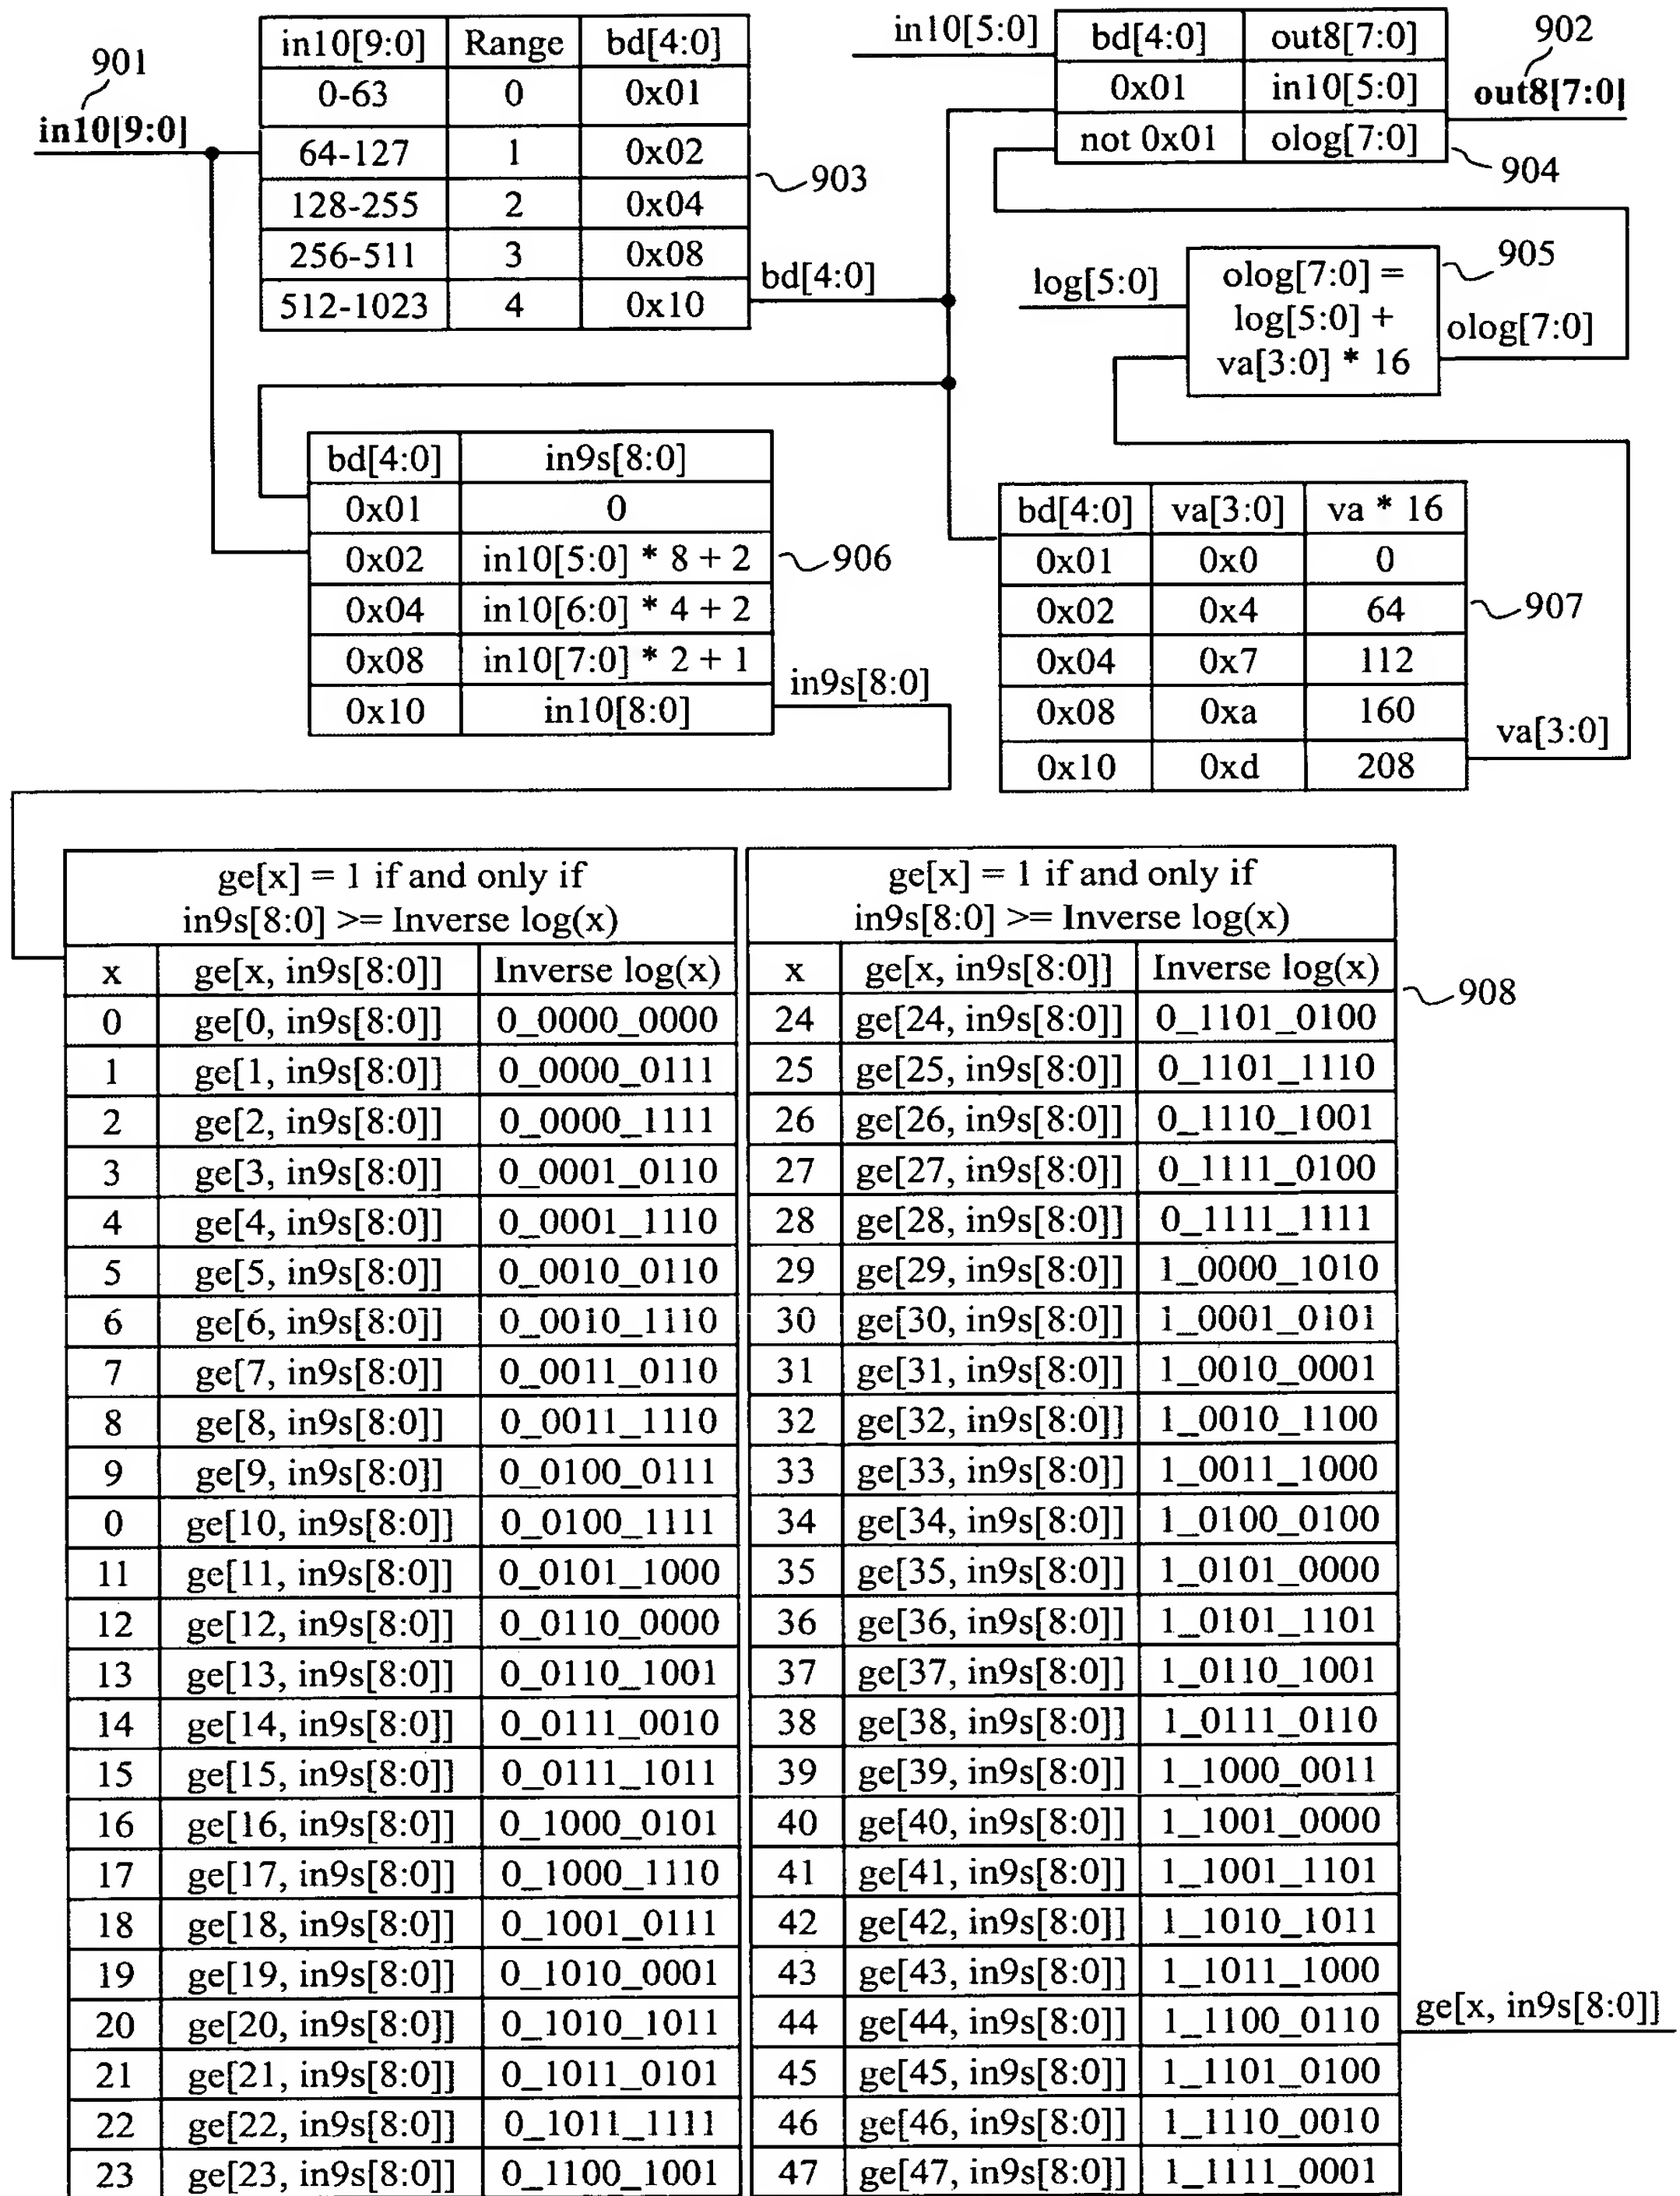 901
in10[9:0]
in10[9:0] Range bd[4:0]
0-63 0 0x01
64-127 1 0x02
128-255 2 0x04
256-511 3 0x08
512-1023 4 0x10
903
bd[4:0]
in10[5:0]
bd[4:0] out8[7:0]
0x01 in10[5:0]
not 0x01 olog[7:0]
902
out8[7:0]
904
log[5:0]
olog[7:0] =
log[5:0] +
va[3:0] * 16
905
olog[7:0]
bd[4:0] in9s[8:0]
0x01 0
0x02 in10[5:0] * 8 + 2
0x04 in10[6:0] * 4 + 2
0x08 in10[7:0] * 2 + 1
0x10 in10[8:0]
906
in9s[8:0]
bd[4:0] va[3:0] va * 16
0x01 0x0 0
0x02 0x4 64
0x04 0x7 112
0x08 0xa 160
0x10 0xd 208
907
va[3:0]
ge[x] = 1 if and only if
in9s[8:0] >= Inverse log(x)
x ge[x, in9s[8:0]] Inverse log(x)
0 ge[0, in9s[8:0]] 0_0000_0000
1 ge[1, in9s[8:0]] 0_0000_0111
2 ge[2, in9s[8:0]] 0_0000_1111
3 ge[3, in9s[8:0]] 0_0001_0110
4 ge[4, in9s[8:0]] 0_0001_1110
5 ge[5, in9s[8:0]] 0_0010_0110
6 ge[6, in9s[8:0]] 0_0010_1110
7 ge[7, in9s[8:0]] 0_0011_0110
8 ge[8, in9s[8:0]] 0_0011_1110
9 ge[9, in9s[8:0]] 0_0100_0111
0 ge[10, in9s[8:0]] 0_0100_1111
11 ge[11, in9s[8:0]] 0_0101_1000
12 ge[12, in9s[8:0]] 0_0110_0000
13 ge[13, in9s[8:0]] 0_0110_1001
14 ge[14, in9s[8:0]] 0_0111_0010
15 ge[15, in9s[8:0]] 0_0111_1011
16 ge[16, in9s[8:0]] 0_1000_0101
17 ge[17, in9s[8:0]] 0_1000_1110
18 ge[18, in9s[8:0]] 0_1001_0111
19 ge[19, in9s[8:0]] 0_1010_0001
20 ge[20, in9s[8:0]] 0_1010_1011
21 ge[21, in9s[8:0]] 0_1011_0101
22 ge[22, in9s[8:0]] 0_1011_1111
23 ge[23, in9s[8:0]] 0_1100_1001
ge[x] = 1 if and only if
in9s[8:0] >= Inverse log(x)
x ge[x, in9s[8:0]] Inverse log(x)
24 ge[24, in9s[8:0]] 0_1101_0100
25 ge[25, in9s[8:0]] 0_1101_1110
26 ge[26, in9s[8:0]] 0_1110_1001
27 ge[27, in9s[8:0]] 0_1111_0100
28 ge[28, in9s[8:0]] 0_1111_1111
29 ge[29, in9s[8:0]] 1_0000_1010
30 ge[30, in9s[8:0]] 1_0001_0101
31 ge[31, in9s[8:0]] 1_0010_0001
32 ge[32, in9s[8:0]] 1_0010_1100
33 ge[33, in9s[8:0]] 1_0011_1000
34 ge[34, in9s[8:0]] 1_0100_0100
35 ge[35, in9s[8:0]] 1_0101_0000
36 ge[36, in9s[8:0]] 1_0101_1101
37 ge[37, in9s[8:0]] 1_0110_1001
38 ge[38, in9s[8:0]] 1_0111_0110
39 ge[39, in9s[8:0]] 1_1000_0011
40 ge[40, in9s[8:0]] 1_1001_0000
41 ge[41, in9s[8:0]] 1_1001_1101
42 ge[42, in9s[8:0]] 1_1010_1011
43 ge[43, in9s[8:0]] 1_1011_1000
44 ge[44, in9s[8:0]] 1_1100_0110
45 ge[45, in9s[8:0]] 1_1101_0100
46 ge[46, in9s[8:0]] 1_1110_0010
47 ge[47, in9s[8:0]] 1_1111_0001
908
ge[x, in9s[8:0]]